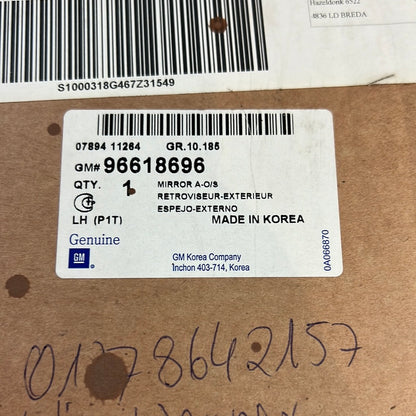 Hazeldonk 6522
4836 LD BREDA
S1000318G467Z31549
07894 11264 GR.10.185
GM# 96618696
QTY. 1 MIRROR A-O/S
RETROVISEUR-EXTERIEUR
ESPEJO-EXTERNO
LH (P1T) MADE IN KOREA
Genuine
GM
GM Korea Company
Inchon 403-714, Korea
0A066870
01278642157